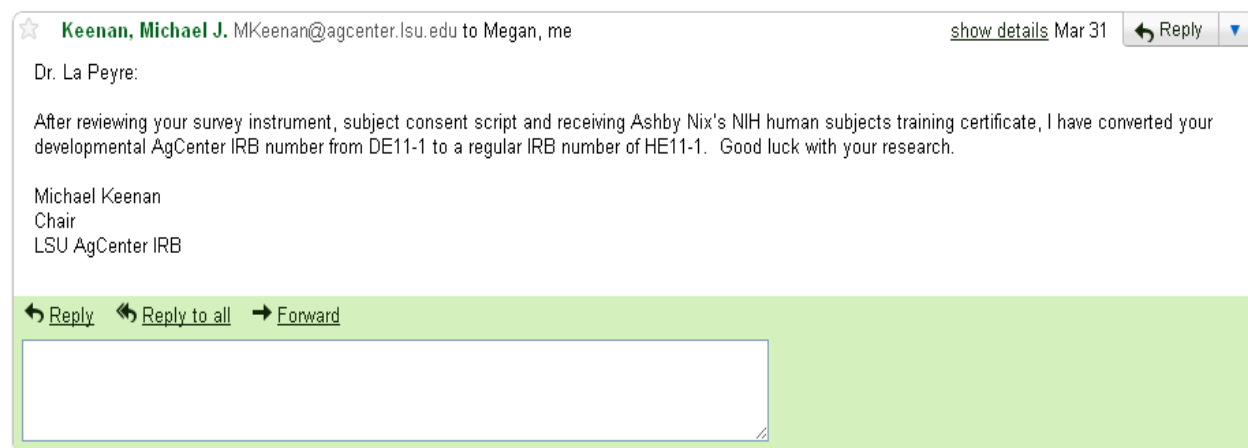 Keenan, Michael J. MKeenan@agcenter.lsu.edu to Megan, me show details Mar 31 Reply
Dr. La Peyre:
After reviewing your survey instrument, subject consent script and receiving Ashby Nix's NIH human subjects training certificate, I have converted your
developmental AgCenter IRB number from DE11-1 to a regular IRB number of HE11-1.  Good luck with your research.
Michael Keenan
Chair
LSU AgCenter IRB
Reply Reply to all Forward